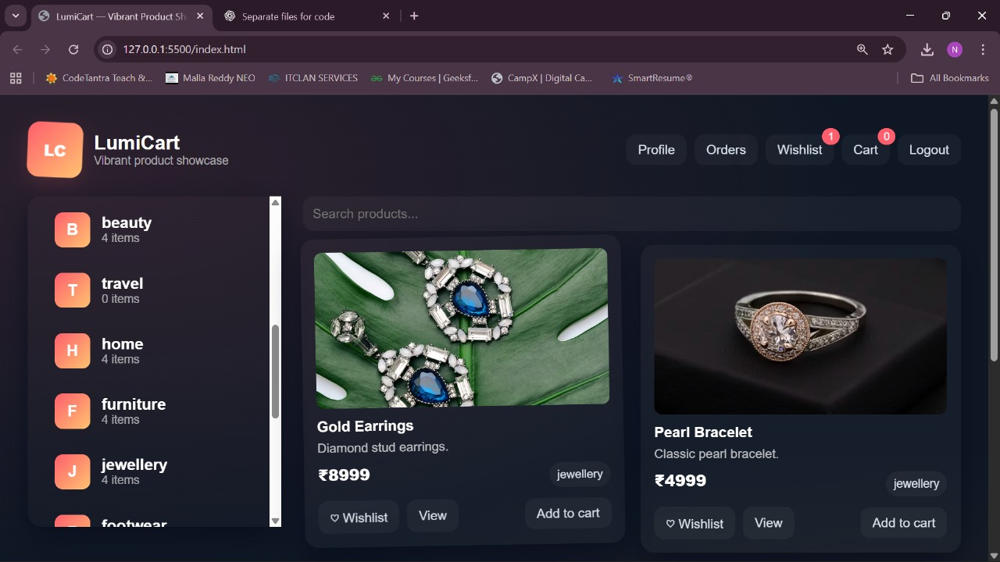 LumiCart — Vibrant Product Sh
Separate files for code
127.0.0.1:5500/index.html
N
CodeTantra Teach &...
Malla Reddy NEO
ITCLAN SERVICES
My Courses | Geeksf...
CampX | Digital Ca...
SmartResume®
All Bookmarks
LC
LumiCart
Vibrant product showcase
Profile
Orders
Wishlist
1
Cart
0
Logout
B
beauty
4 items
T
travel
0 items
H
home
4 items
F
furniture
4 items
J
jewellery
4 items
footwear
Search products...
Gold Earrings
Diamond stud earrings.
₹8999
jewellery
♡ Wishlist
View
Add to cart
Pearl Bracelet
Classic pearl bracelet.
₹4999
jewellery
♡ Wishlist
View
Add to cart